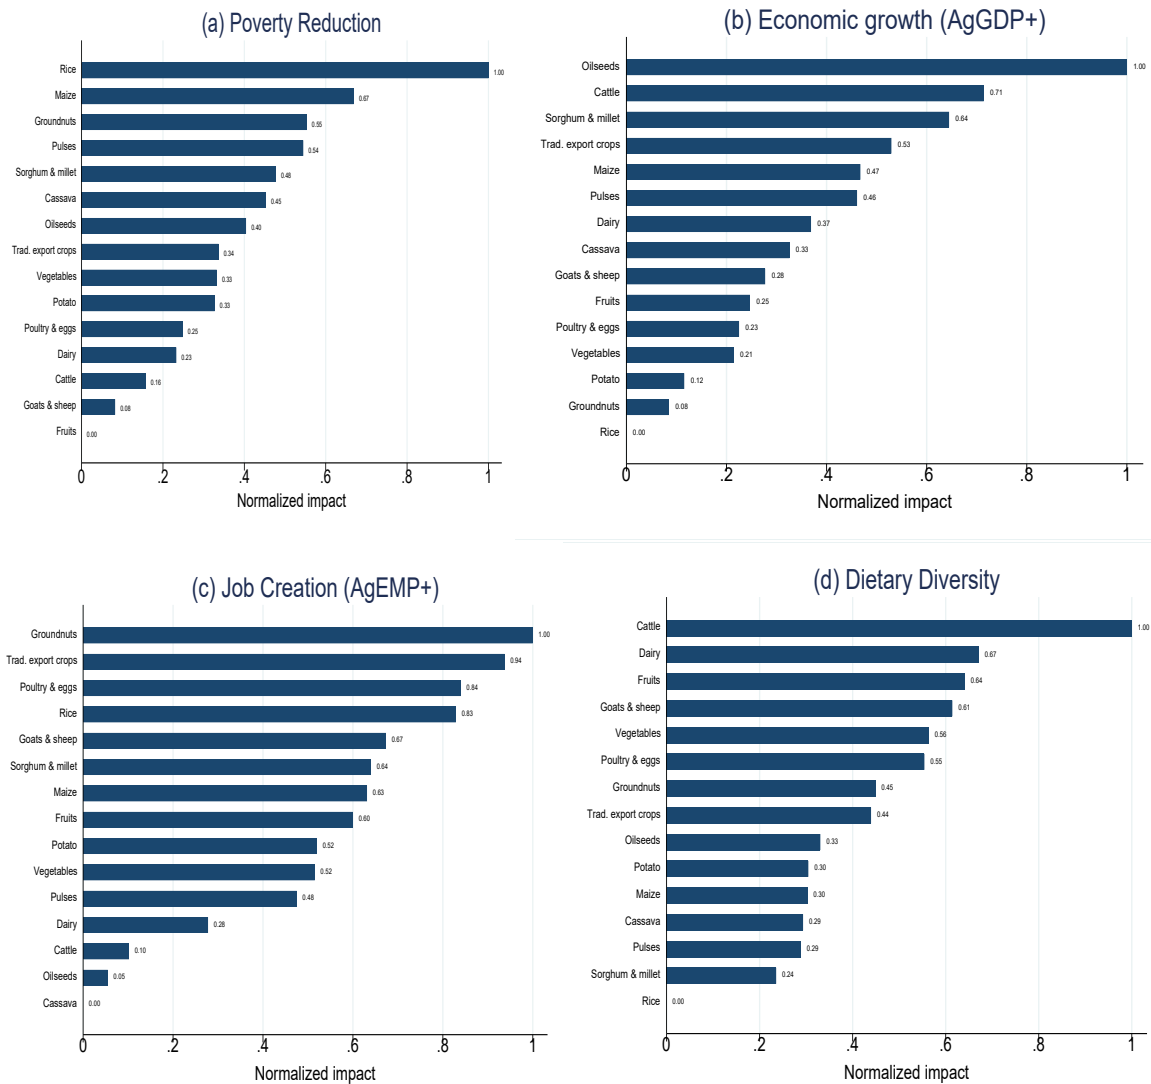 (a) Poverty Reduction
Rice 1.00
Maize 0.67
Groundnuts 0.55
Pulses 0.54
Sorghum & millet 0.48
Cassava 0.45
Oilseeds 0.40
Trad. export crops 0.34
Vegetables 0.33
Potato 0.33
Poultry & eggs 0.25
Dairy 0.23
Cattle 0.16
Goats & sheep 0.08
Fruits 0.00
0 .2 .4 .6 .8 1
Normalized impact
(b) Economic growth (AgGDP+)
Oilseeds 1.00
Cattle 0.71
Sorghum & millet 0.64
Trad. export crops 0.53
Maize 0.47
Pulses 0.46
Dairy 0.37
Cassava 0.33
Goats & sheep 0.28
Fruits 0.25
Poultry & eggs 0.23
Vegetables 0.21
Potato 0.12
Groundnuts 0.08
Rice 0.00
0 .2 .4 .6 .8 1
Normalized impact
(c) Job Creation (AgEMP+)
Groundnuts 1.00
Trad. export crops 0.94
Poultry & eggs 0.84
Rice 0.83
Goats & sheep 0.67
Sorghum & millet 0.64
Maize 0.63
Fruits 0.60
Potato 0.52
Vegetables 0.52
Pulses 0.48
Dairy 0.28
Cattle 0.10
Oilseeds 0.05
Cassava 0.00
0 .2 .4 .6 .8 1
Normalized impact
(d) Dietary Diversity
Cattle 1.00
Dairy 0.67
Fruits 0.64
Goats & sheep 0.61
Vegetables 0.56
Poultry & eggs 0.55
Groundnuts 0.45
Trad. export crops 0.44
Oilseeds 0.33
Potato 0.30
Maize 0.30
Cassava 0.29
Pulses 0.29
Sorghum & millet 0.24
Rice 0.00
0 .2 .4 .6 .8 1
Normalized impact